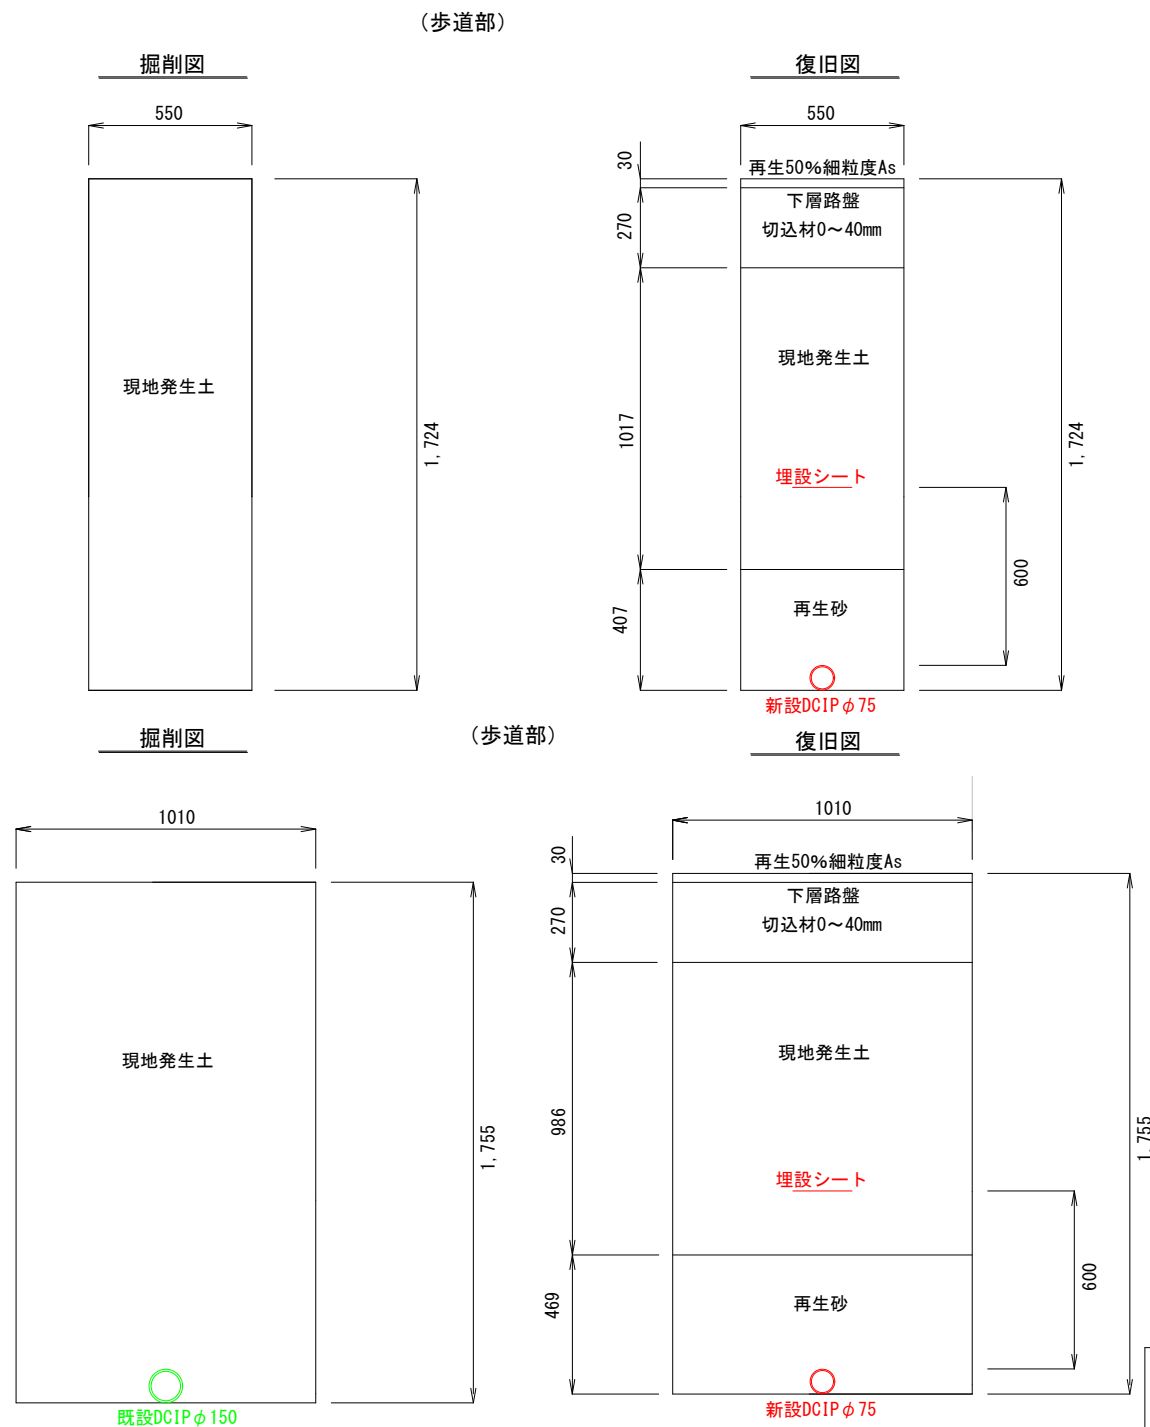 (歩道部)
掘削図
復旧図
550
550
30
再生50%細粒度As
下層路盤
270
切込材0～40mm
現地発生土
現地発生土
1,724
1017
1,724
埋設シート
600
407
再生砂
新設DCIPφ75
掘削図
(歩道部)
復旧図
1010
1010
30
再生50%細粒度As
下層路盤
270
切込材0～40mm
現地発生土
現地発生土
986
1,755
1,755
埋設シート
600
469
再生砂
既設DCIPφ150
新設DCIPφ75